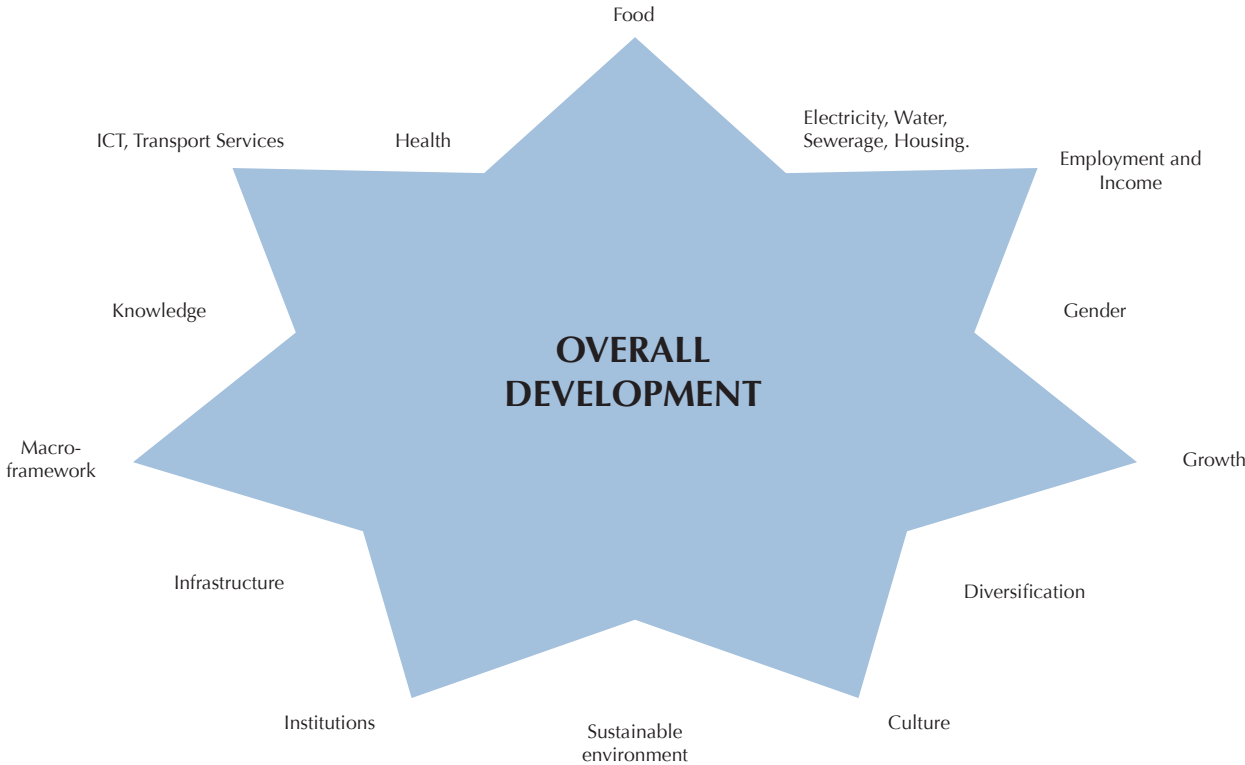 Food
Electricity, Water,
Sewerage, Housing.
ICT, Transport Services
Health
Employment and
Income
Knowledge
Gender
OVERALL
DEVELOPMENT
Macro-
framework
Growth
Infrastructure
Diversification
Institutions
Sustainable
environment
Culture